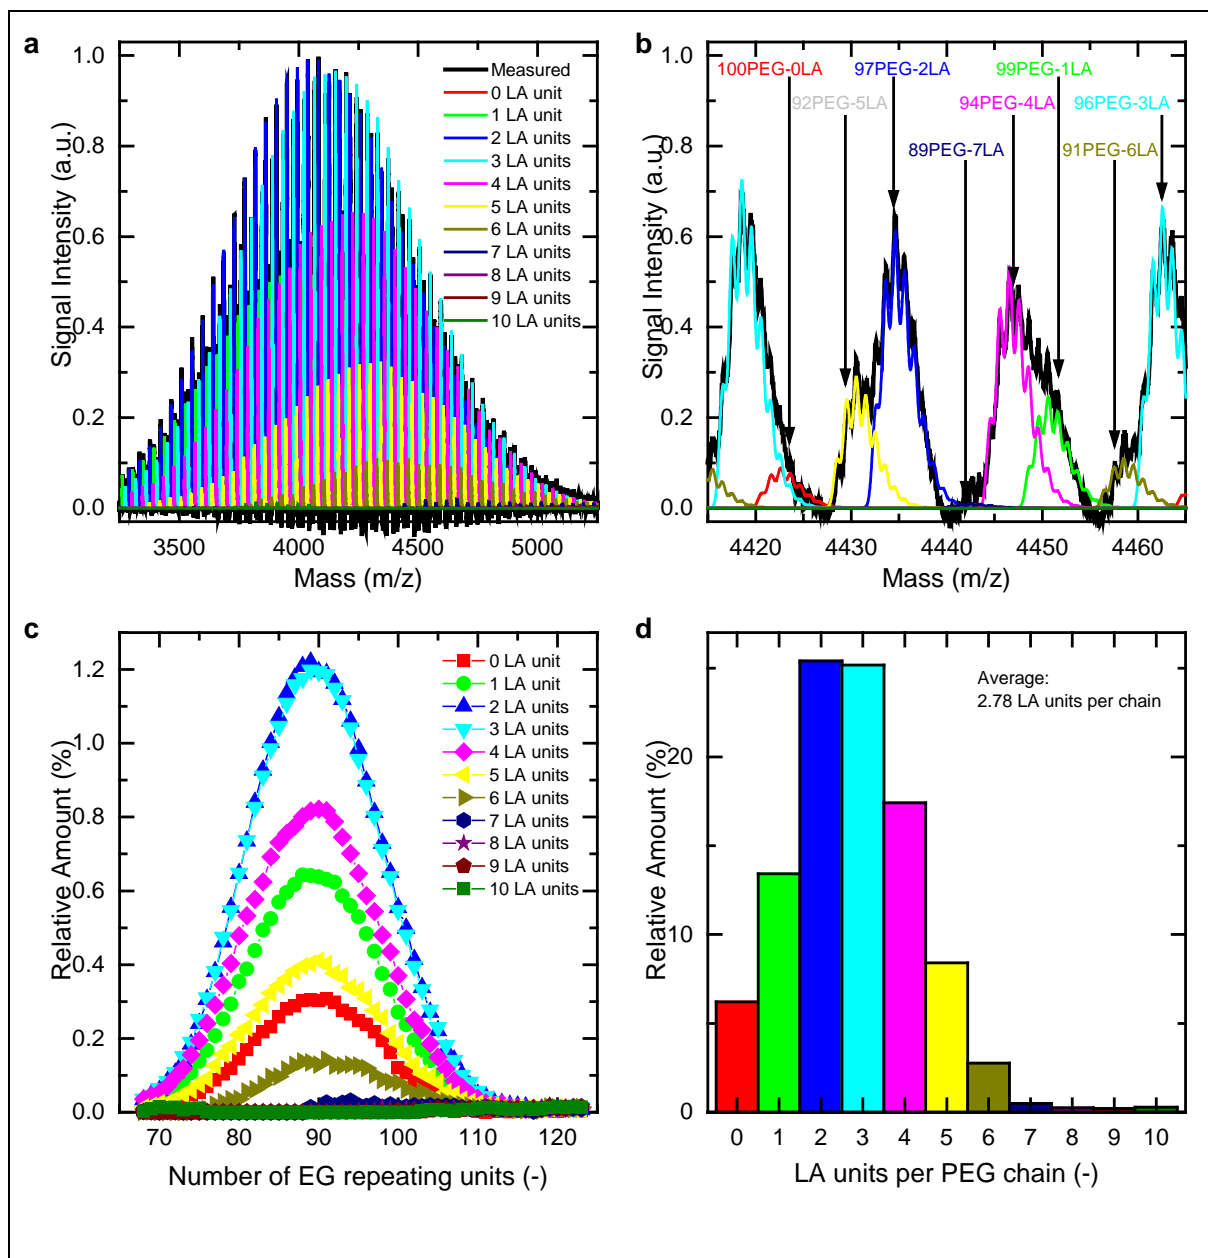 a
1.0
0.8
0.6
0.4
0.2
0.0
Signal Intensity (a.u.)
3500 4000 4500 5000
Mass (m/z)
Measured
0 LA unit
1 LA unit
2 LA units
3 LA units
4 LA units
5 LA units
6 LA units
7 LA units
8 LA units
9 LA units
10 LA units
b
1.0
0.8
0.6
0.4
0.2
0.0
Signal Intensity (a.u.)
4420 4430 4440 4450 4460
Mass (m/z)
100PEG-0LA 97PEG-2LA 99PEG-1LA
92PEG-5LA 94PEG-4LA 96PEG-3LA
89PEG-7LA 91PEG-6LA
c
1.2
1.0
0.8
0.6
0.4
0.2
0.0
Relative Amount (%)
70 80 90 100 110 120
Number of EG repeating units (-)
0 LA unit
1 LA unit
2 LA units
3 LA units
4 LA units
5 LA units
6 LA units
7 LA units
8 LA units
9 LA units
10 LA units
d
20
10
0
Relative Amount (%)
0 1 2 3 4 5 6 7 8 9 10
LA units per PEG chain (-)
Average:
2.78 LA units per chain